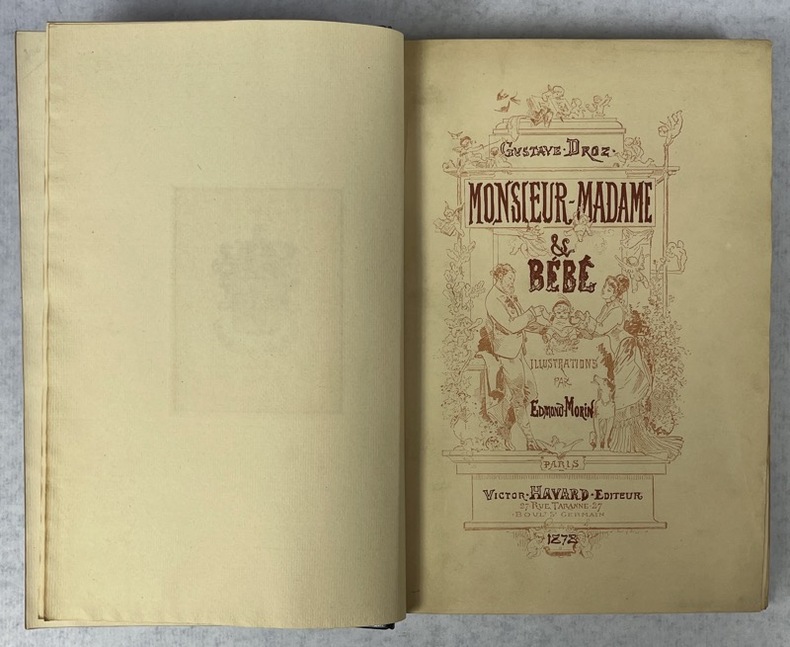 GUSTAVE·DROZ·
MONSIEUR-MADAME
&
BÉBÉ
ILLUSTRATIONS
PAR
EDMOND·MORIN
PARIS
VICTOR·HAVARD·EDITEUR
27 RUE TARANNE 27
BOULD ST GERMAIN
1878